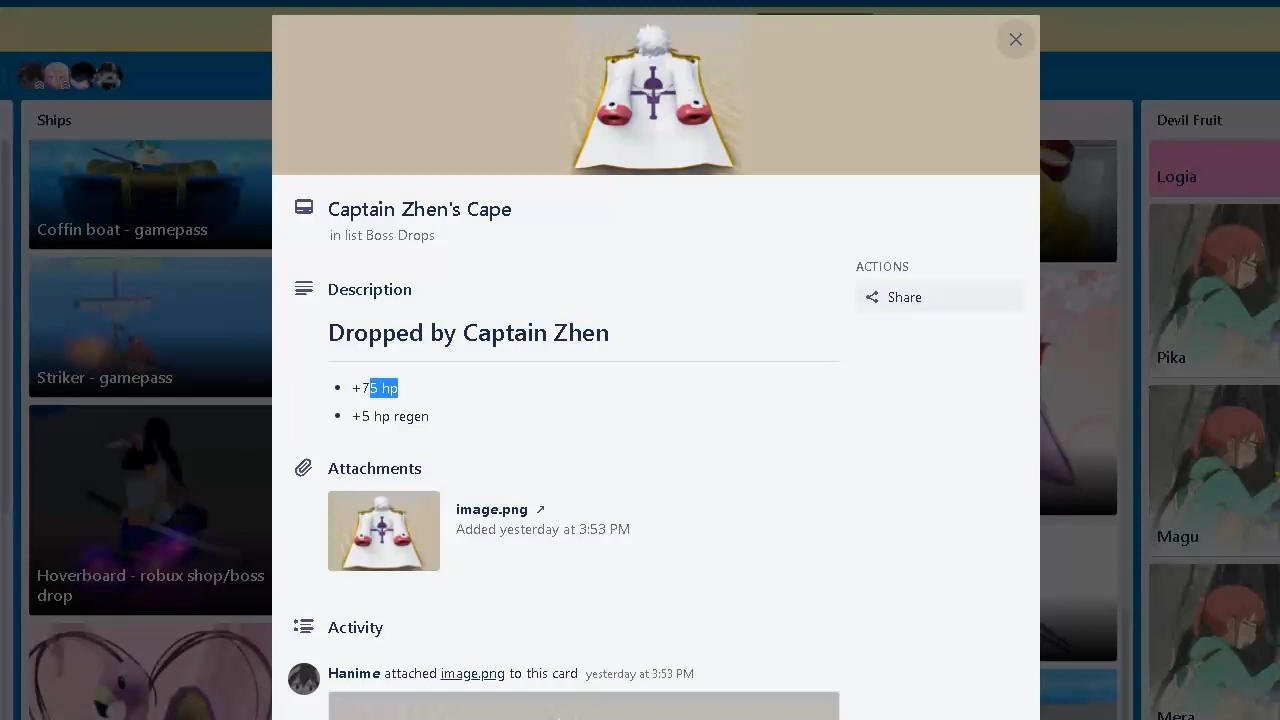 Ships
Coffin boat - gamepass
Striker - gamepass
Hoverboard - robux shop/boss
drop
Captain Zhen's Cape
in list Boss Drops
Description
Dropped by Captain Zhen
+75 hp
+5 hp regen
Attachments
image.png ↗
Added yesterday at 3:53 PM
Activity
Hanime attached image.png to this card yesterday at 3:53 PM
ACTIONS
Share
Devil Fruit
Logia
Pika
Magu
Mera